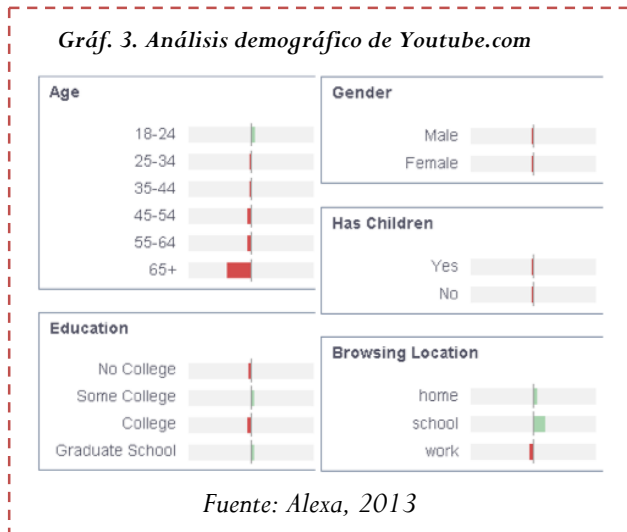 Gráf. 3. Análisis demográfico de Youtube.com
Age
18-24
25-34
35-44
45-54
55-64
65+
Education
No College
Some College
College
Graduate School
Gender
Male
Female
Has Children
Yes
No
Browsing Location
home
school
work
Fuente: Alexa, 2013